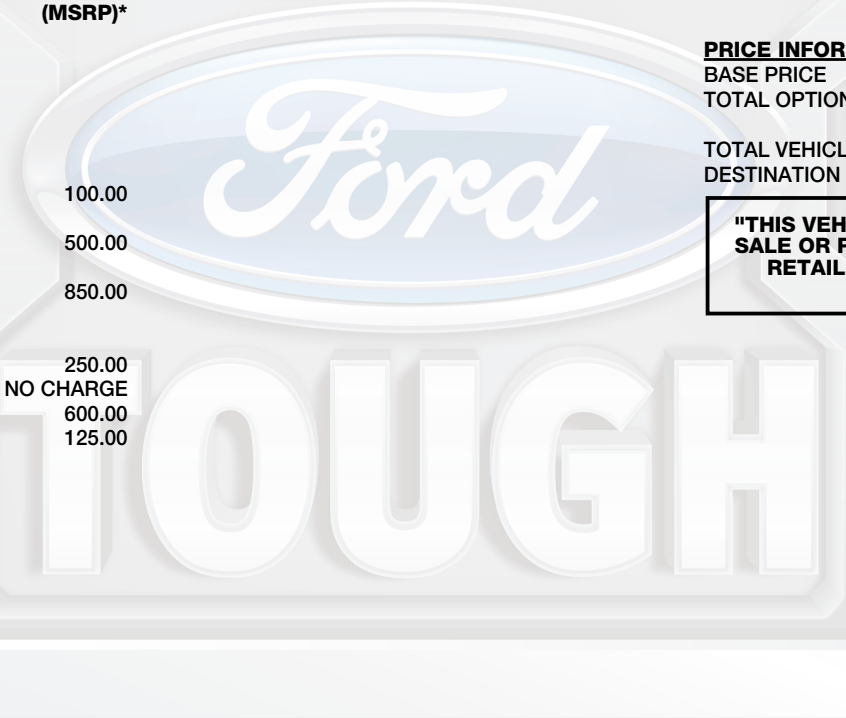 (MSRP)*
100.00
500.00
850.00
250.00
NO CHARGE
600.00
125.00
PRICE INFOR
BASE PRICE
TOTAL OPTION
TOTAL VEHICL
DESTINATION
"THIS VEH
SALE OR F
RETAIL
Ford
TOUGH